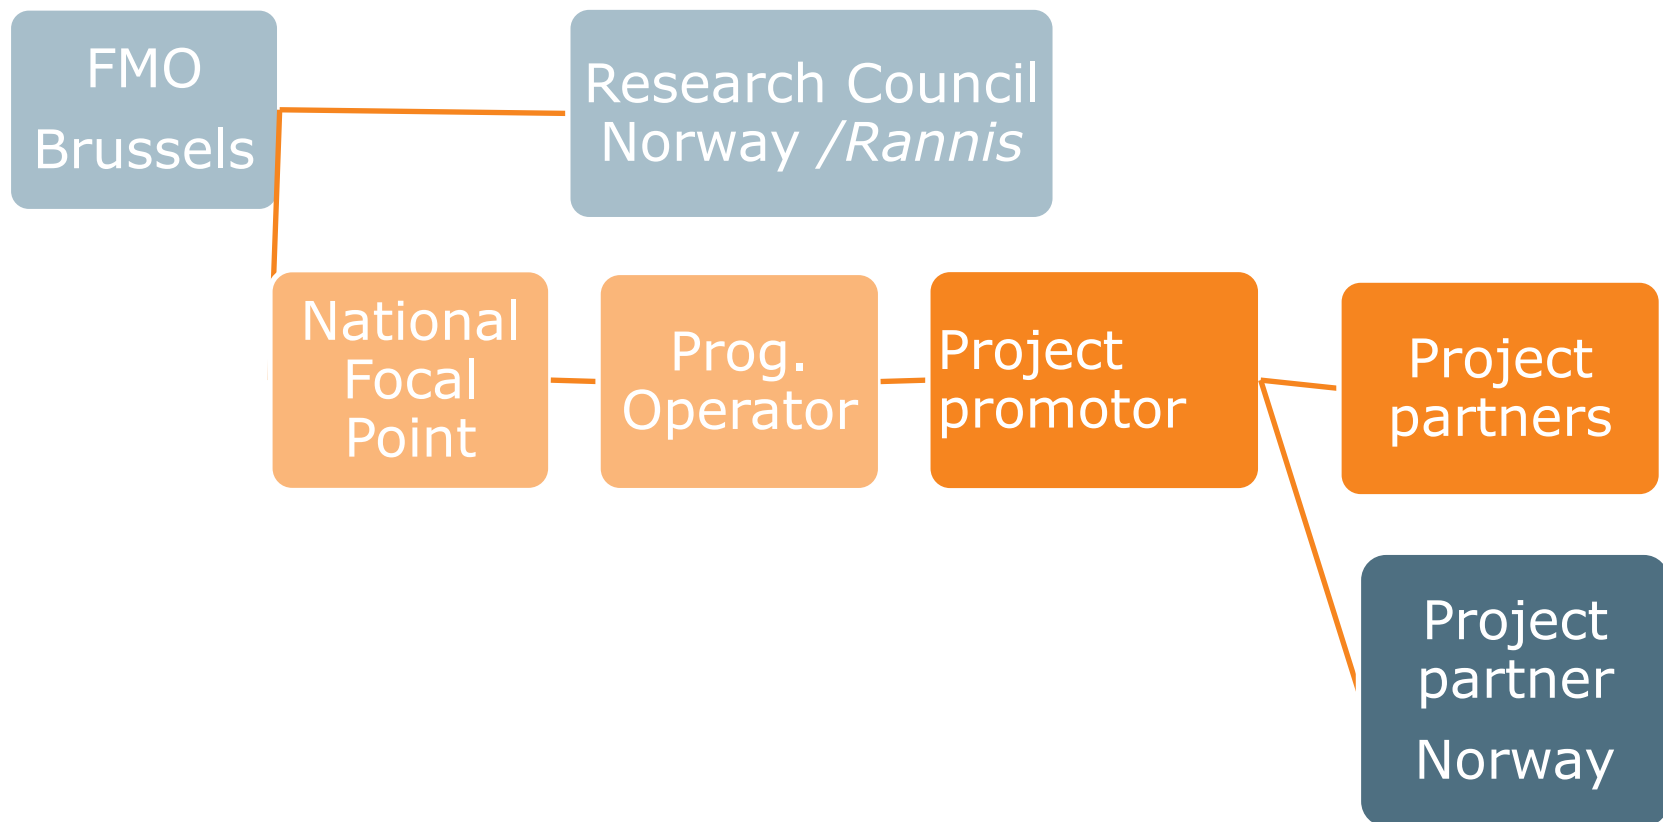 FMO
Brussels
Research Council
Norway /Rannis
National
Focal
Point
Prog.
Operator
Project
promotor
Project
partners
Project
partner
Norway